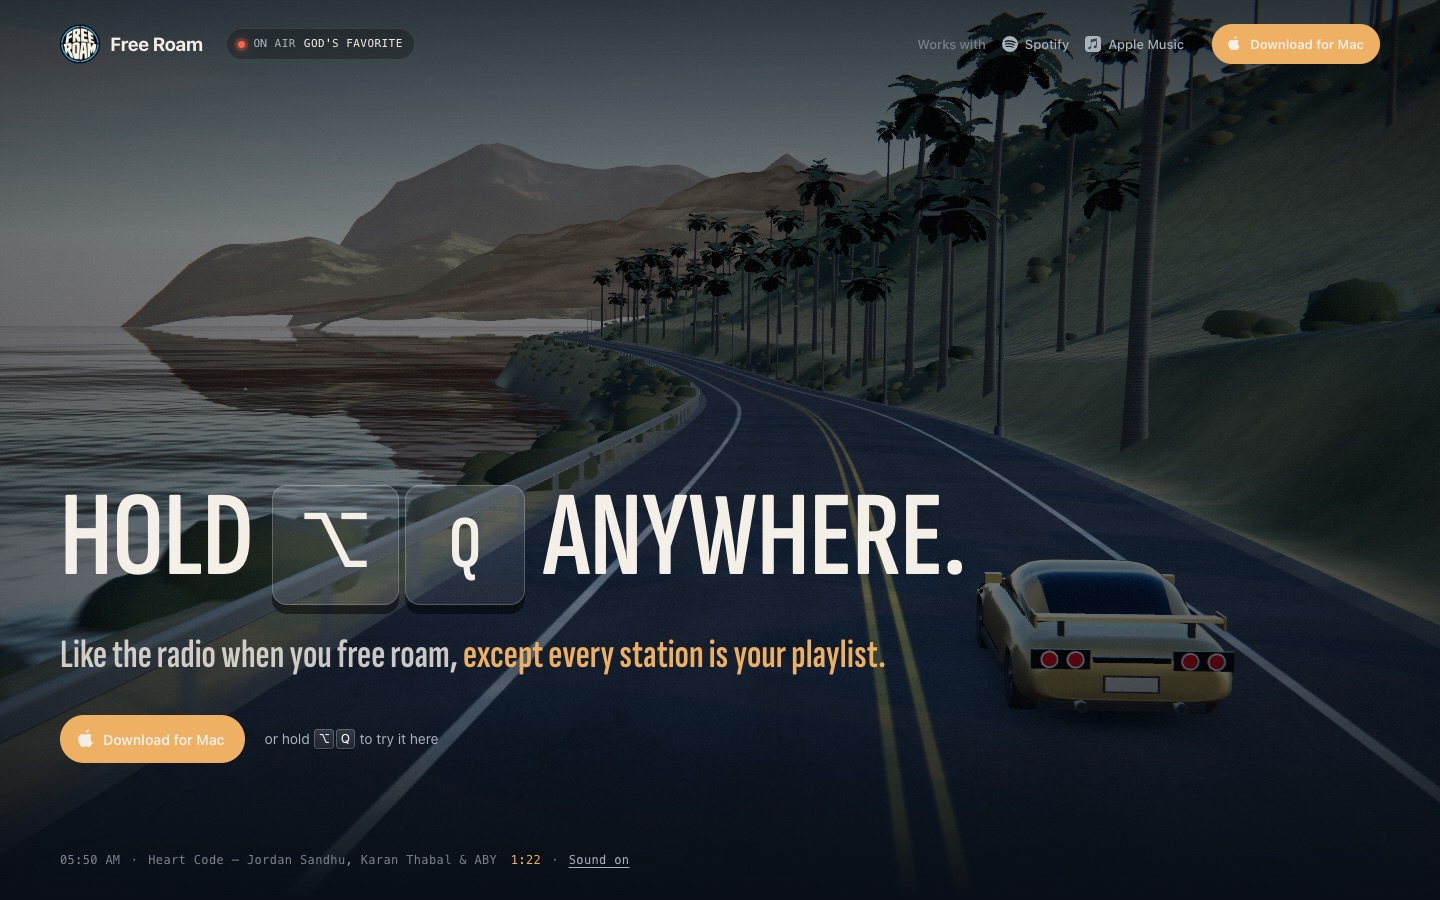 FREE ROAM
Free Roam
ON AIR GOD'S FAVORITE
Works with Spotify Apple Music
Download for Mac
HOLD ⌥ Q ANYWHERE.
Like the radio when you free roam, except every station is your playlist.
Download for Mac
or hold ⌥ Q to try it here
05:50 AM · Heart Code — Jordan Sandhu, Karan Thabal & ABY 1:22 · Sound on